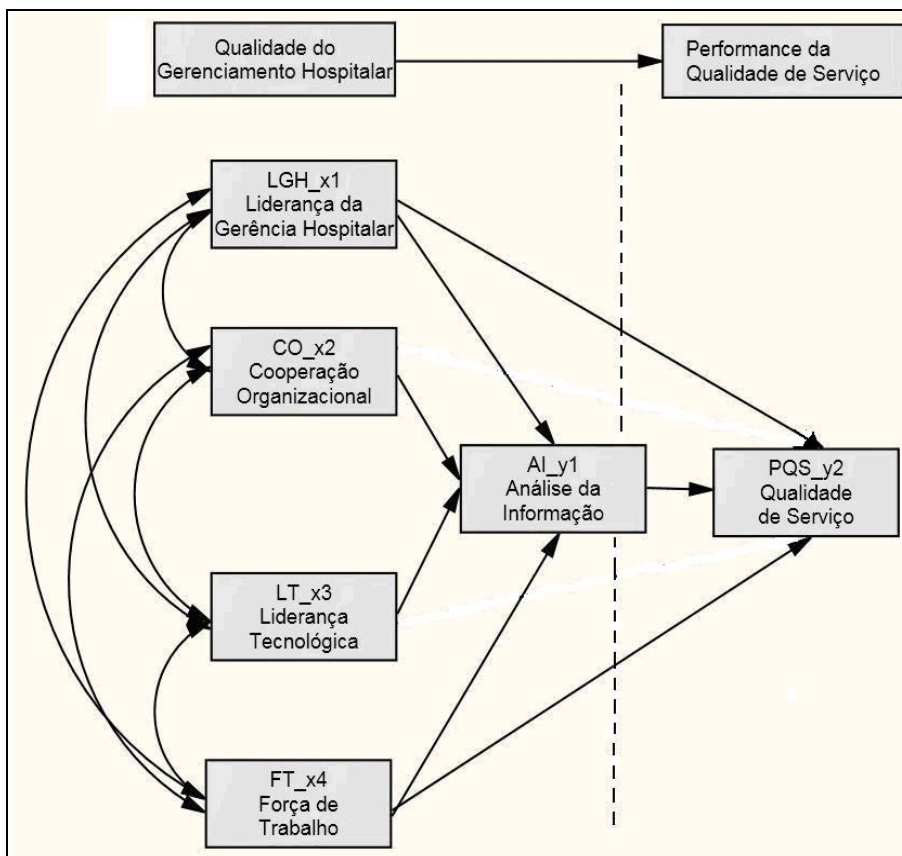 Qualidade do
Gerenciamento Hospitalar
Performance da
Qualidade de Serviço
LGH_x1
Liderança da
Gerência Hospitalar
CO_x2
Cooperação
Organizacional
AI_y1
Análise da
Informação
PQS_y2
Qualidade
de Serviço
LT_x3
Liderança
Tecnológica
FT_x4
Força de
Trabalho